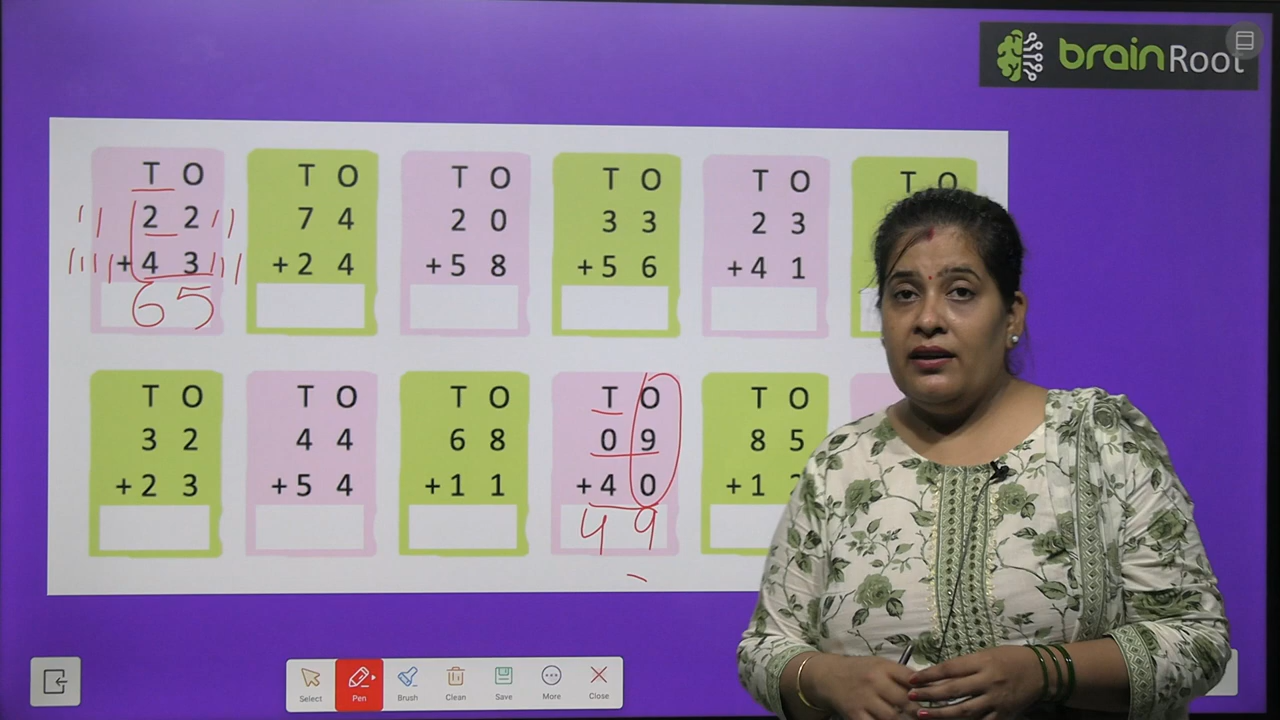 brainRoot
T O T O T O T O T O T O
2 2 7 4 2 0 3 3 2 3
+4 3 +2 4 +5 8 +5 6 +4 1
65
T O T O T O T O T O
3 2 4 4 6 8 0 9 8 5
+2 3 +5 4 +1 1 +4 0 +1
49
Select Pen Brush Clean Save More Close